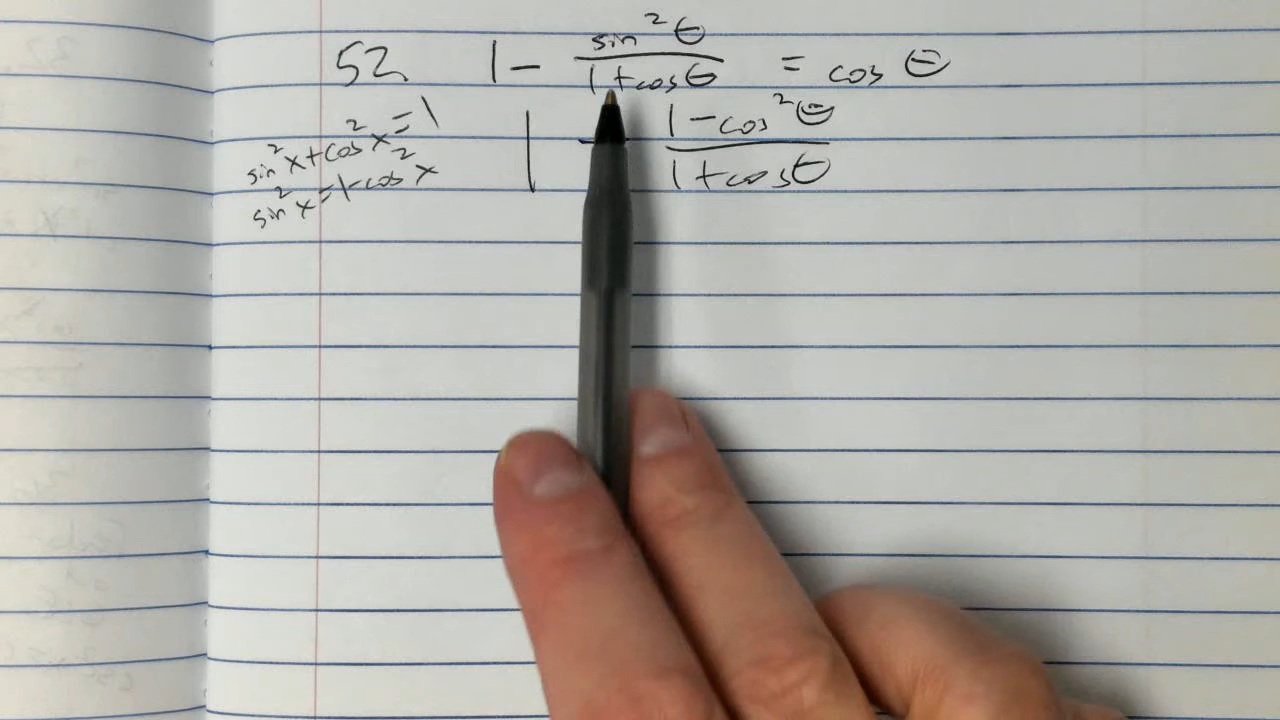 52 1 - sin²θ/(1+cosθ) = cos θ
sin²x+cos²x=1
sin²x=1-cos²x
1 - (1-cos²θ)/(1+cosθ)